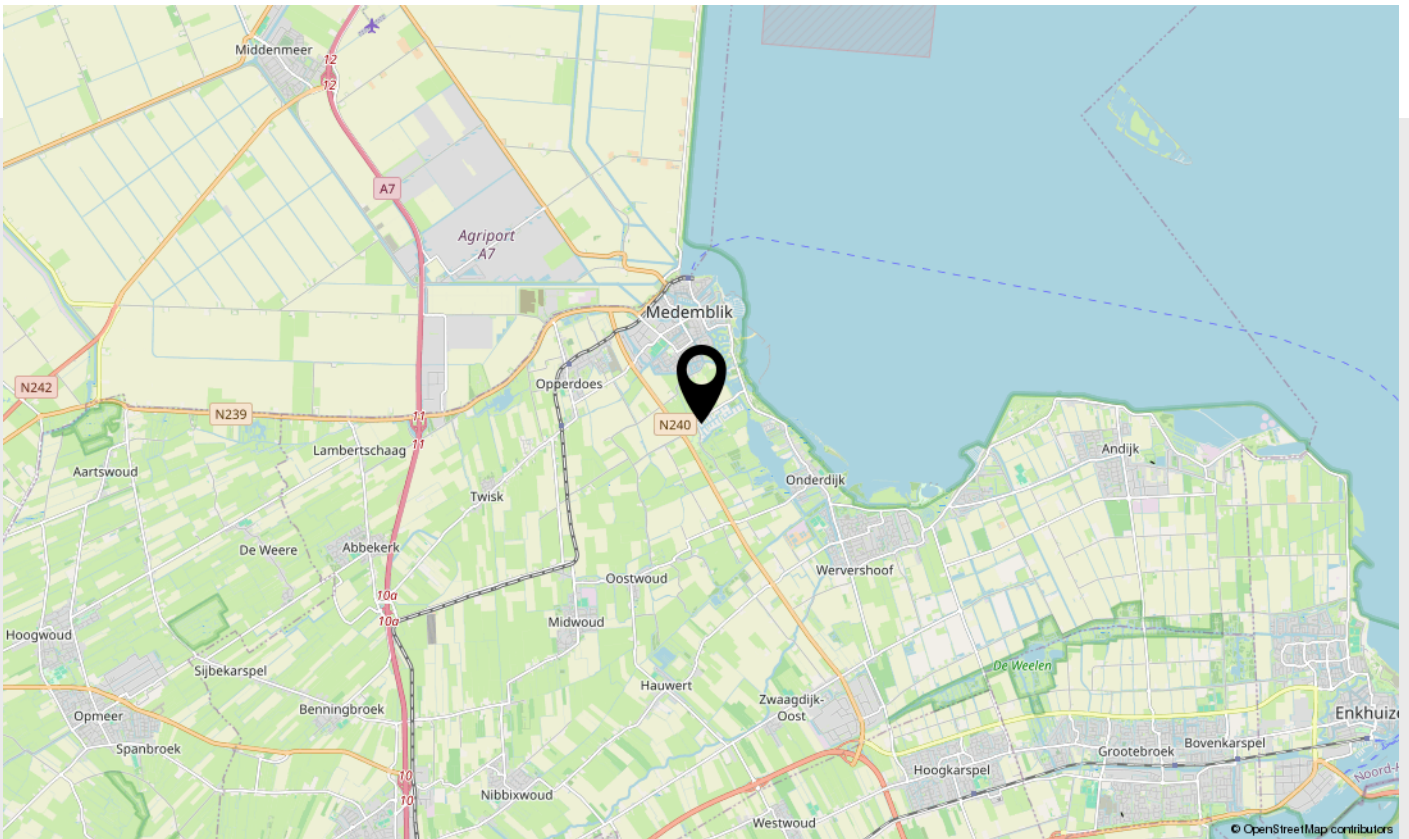 Middenmeer
12
12
A7
Agriport
A7
Medemblik
Opperdoes
N242
N239
11
11
N240
Lambertschaag
Andijk
Aartswoud
Onderdijk
Twisk
De Weere
Abbekerk
Wervershoof
Oostwoud
10a
10a
Midwoud
Hoogwoud
Sijbekarspel
De Weelen
Hauwert
Zwaagdijk-
Oost
Benningbroek
Opmeer
Enkhuize
Spanbroek
Grootebroek
Bovenkarspel
Hoogkarspel
10
10
Nibbixwoud
Noord-H
Westwoud
© OpenStreetMap contributors